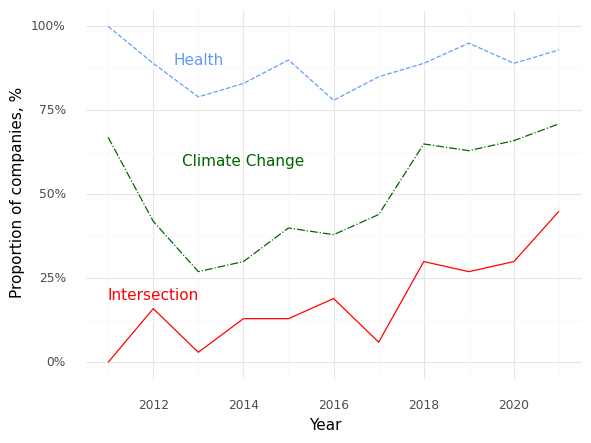 100%
Health
75%
Climate Change
50%
25%
Intersection
0%
2012 2014 2016 2018 2020
Year
Proportion of companies, %